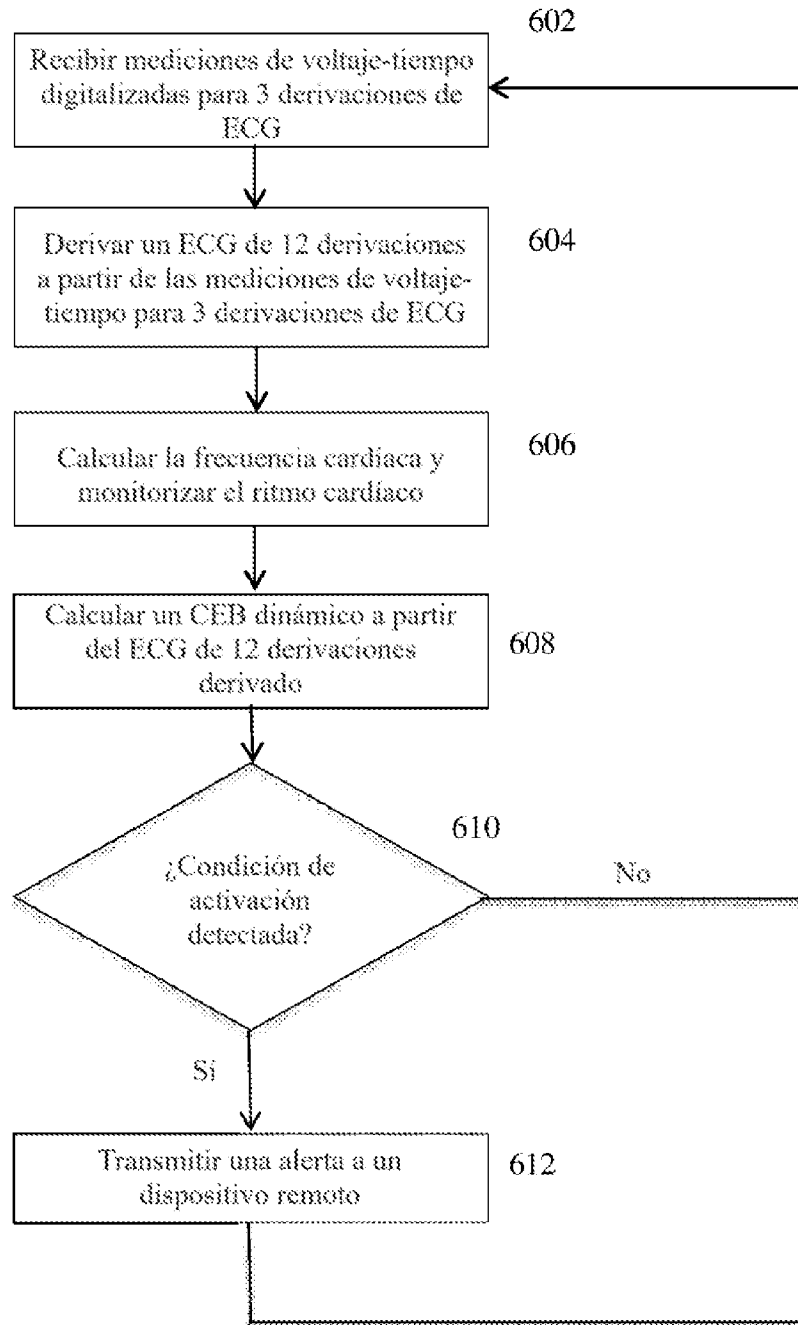 602
Recibir mediciones de voltaje-tiempo
digitalizadas para 3 derivaciones de
ECG
604
Derivar un ECG de 12 derivaciones
a partir de las mediciones de voltaje-
tiempo para 3 derivaciones de ECG
606
Calcular la frecuencia cardíaca y
monitorizar el ritmo cardíaco
608
Calcular un CEB dinámico a partir
del ECG de 12 derivaciones
derivado
610
¿Condición de
activación
detectada?
No
Sí
612
Transmitir una alerta a un
dispositivo remoto